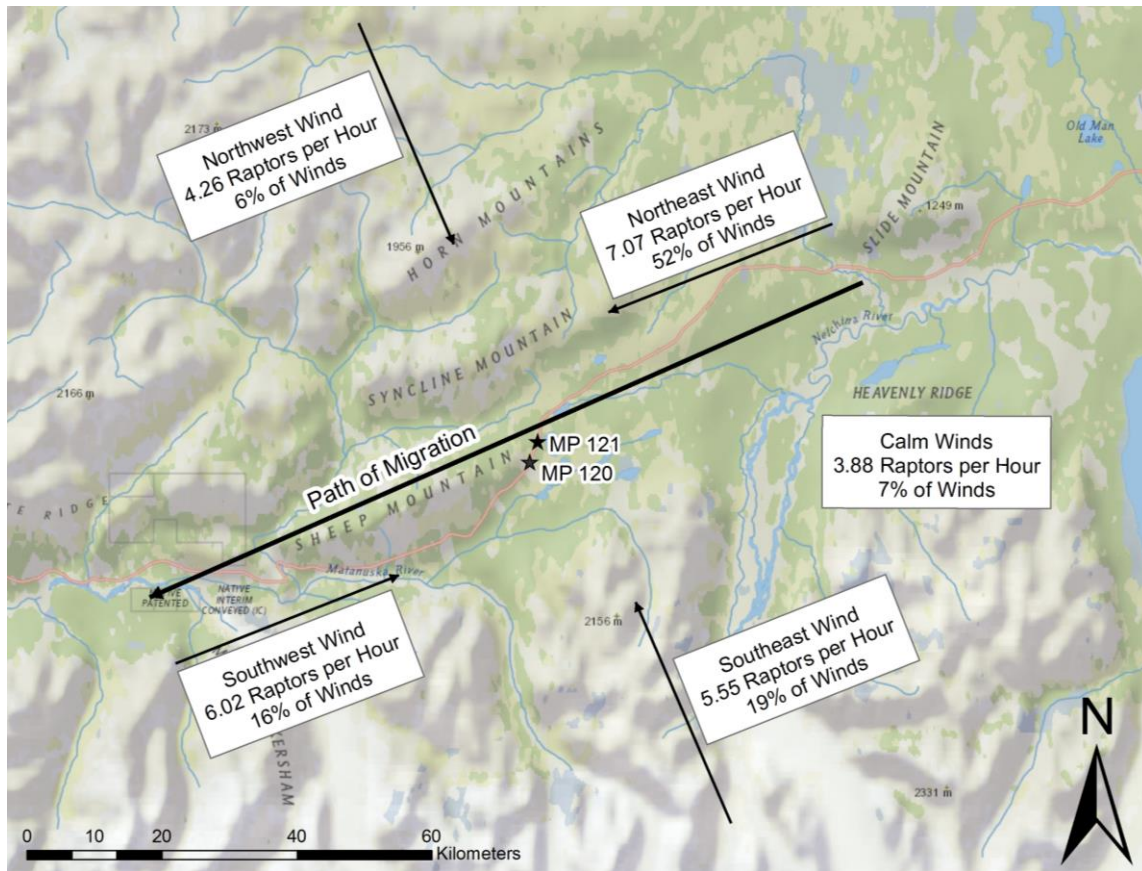 Northwest Wind
4.26 Raptors per Hour
6% of Winds
2173 m
HORN MOUNTAINS
1956 m
Northeast Wind
7.07 Raptors per Hour
52% of Winds
SLIDE MOUNTAIN
1249 m
Old Man
Lake
SYNCLINE MOUNTAIN
Nelchina River
2166 m
HEAVENLY RIDGE
Calm Winds
3.88 Raptors per Hour
7% of Winds
Path of Migration
MP 121
MP 120
SHEEP MOUNTAIN
RIDGE
Matanuska River
PATENTED
NATIVE
INTERIM
CONVEYED (IC)
Southwest Wind
6.02 Raptors per Hour
16% of Winds
2156 m
Southeast Wind
5.55 Raptors per Hour
19% of Winds
2331 m
N
0 10 20 40 60
Kilometers